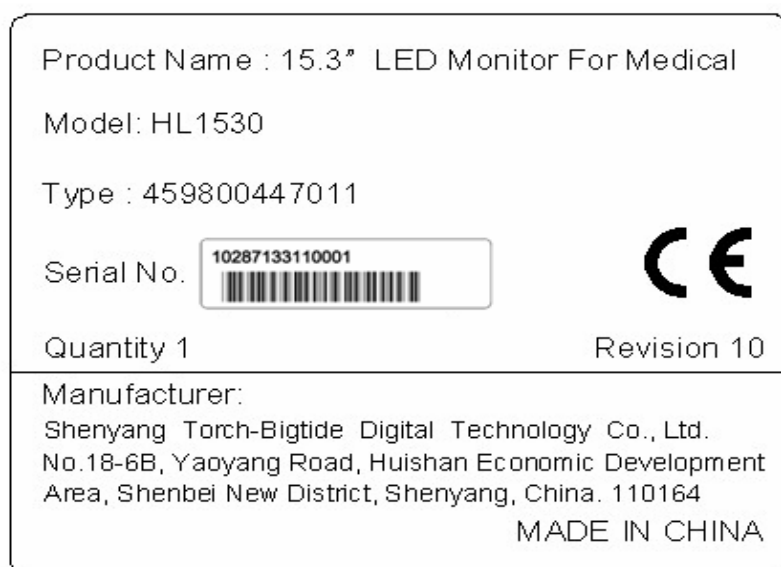 Product Name : 15.3" LED Monitor For Medical
Model: HL1530
Type : 459800447011
Serial No.
10287133110001
CE
Quantity 1
Revision 10
Manufacturer:
Shenyang Torch-Bigtide Digital Technology Co., Ltd.
No.18-6B, Yaoyang Road, Huishan Economic Development
Area, Shenbei New District, Shenyang, China. 110164
MADE IN CHINA